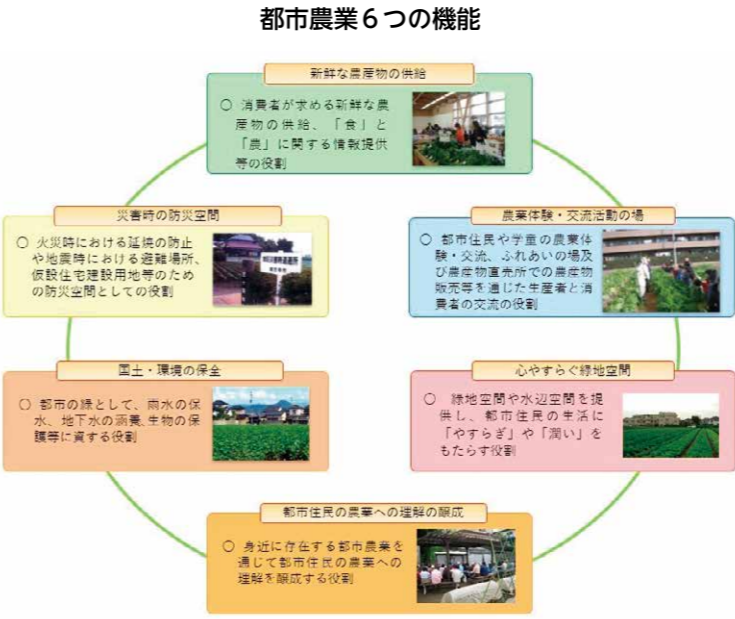 都市農業６つの機能
新鮮な農産物の供給
○ 消費者が求める新鮮な農
産物の供給、「食」と
「農」に関する情報提供
等の役割
災害時の防災空間
○ 火災時における延焼の防止
や地震時における避難場所、
仮設住宅建設用地等のため
の防災空間としての役割
農業体験・交流活動の場
○ 都市住民や学童の農業体
験・交流、ふれあいの場及
び農産物直売所での農産物
販売等を通じた生産者と消
費者の交流の役割
国土・環境の保全
○ 都市の緑として、雨水の保
水、地下水の涵養、生物の保
護等に資する役割
心やすらぐ緑地空間
○ 緑地空間や水辺空間を提
供し、都市住民の生活に
「やすらぎ」や「潤い」を
もたらす役割
都市住民の農業への理解の醸成
○ 身近に存在する都市農業を
通じて都市住民の農業への
理解を醸成する役割